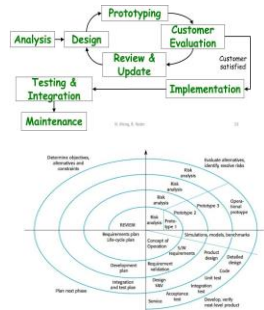 Prototyping
Analysis
Design
Customer
Evaluation
Review &
Update
Customer
satisfied
Testing &
Integration
Implementation
Maintenance
Determine objectives,
alternatives and
constraints
Evaluate alternatives,
identify, resolve risks
Risk
analysis
Risk
analysis
Risk
analysis
Risk
analysis
Proto-
type 1
Prototype 2
Prototype 3
Opera-
tional
prototype
REVIEW
Requirements plan
Life-cycle plan
Concept of
Operation
Simulations, models, benchmarks
S/W
requirements
Product
design
Detailed
design
Development
plan
Requirement
validation
Code
Unit test
Integration
and test plan
Design
V&V
Integration
test
Plan next phase
Acceptance
test
Service
Develop, verify
next-level product